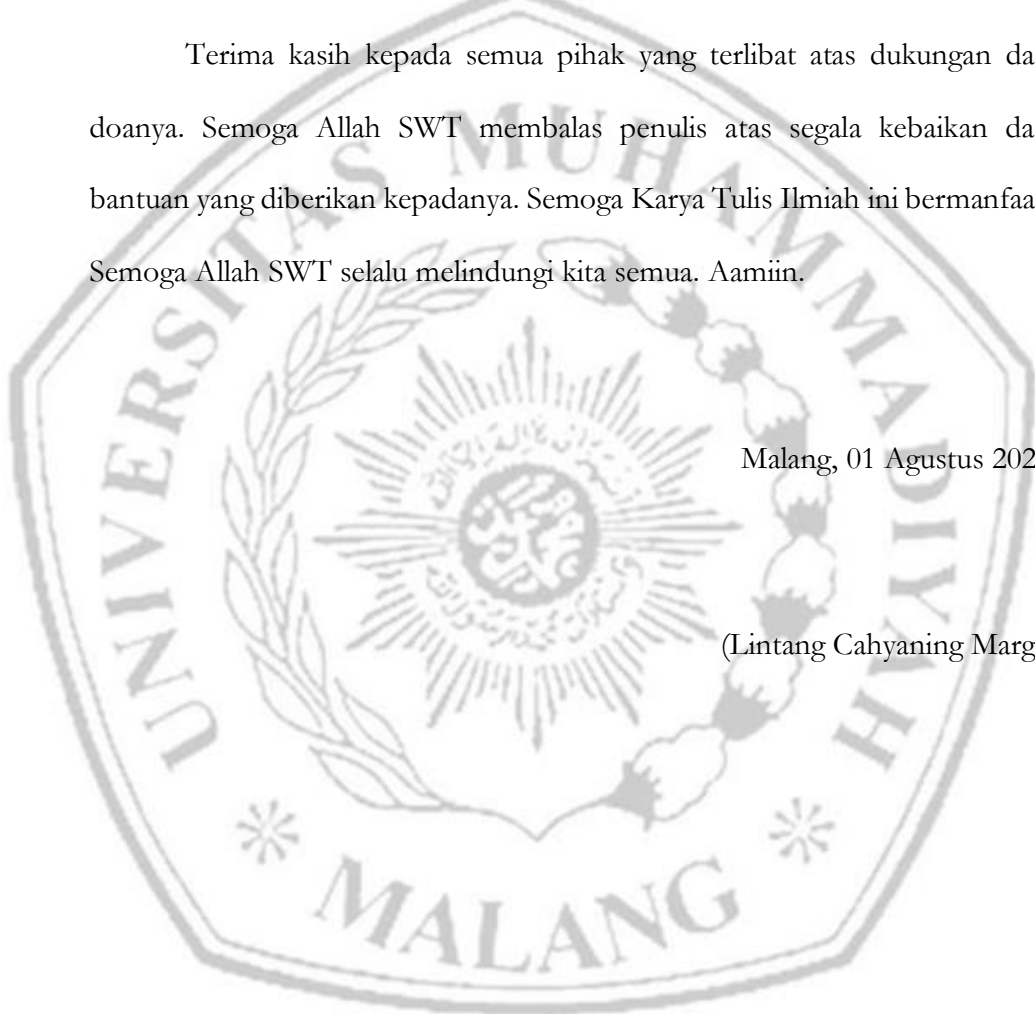 Terima kasih kepada semua pihak yang terlibat atas dukungan da
doanya. Semoga Allah SWT membalas penulis atas segala kebaikan da
bantuan yang diberikan kepadanya. Semoga Karya Tulis Ilmiah ini bermanfaa
Semoga Allah SWT selalu melindungi kita semua. Aamiin.
UNIVERSITAS MUHAMMADIYAH
Malang, 01 Agustus 202
(Lintang Cahyaning Marg
MALANG